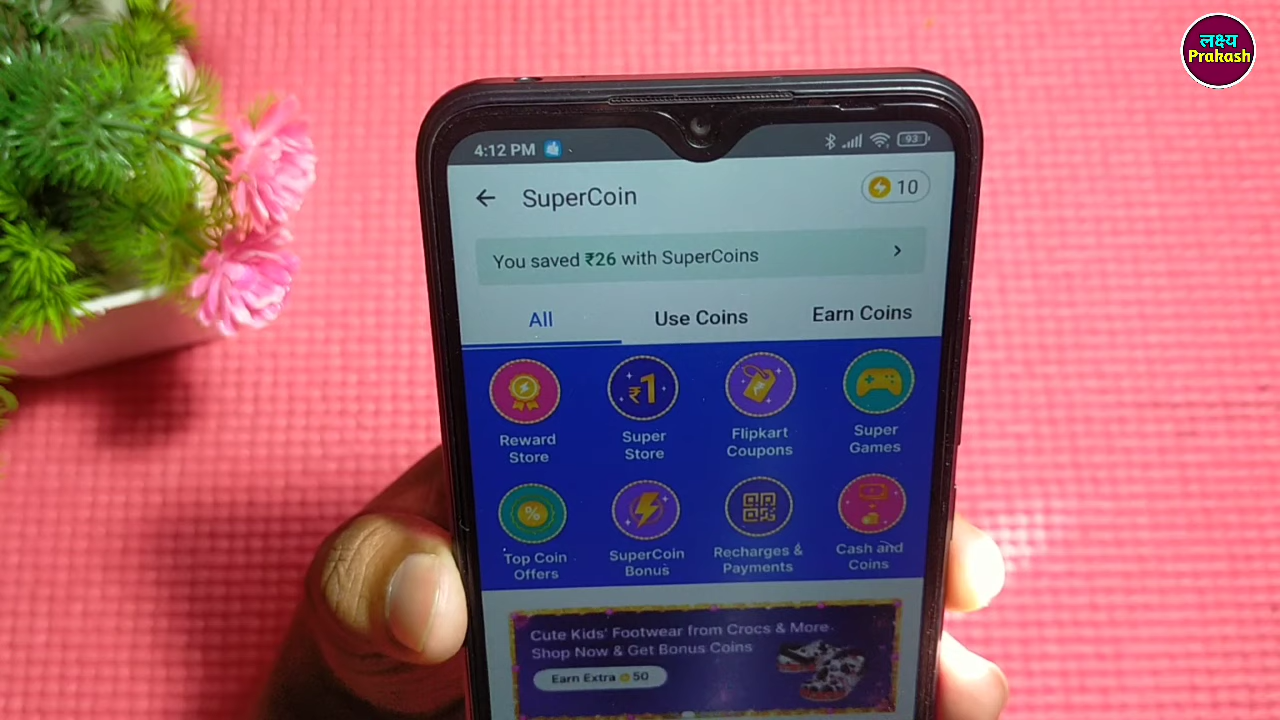 लक्ष्य
Prakash
4:12 PM
93
SuperCoin
10
You saved ₹26 with SuperCoins
All
Use Coins
Earn Coins
₹1
Reward
Store
Super
Store
Flipkart
Coupons
Super
Games
Top Coin
Offers
SuperCoin
Bonus
Recharges &
Payments
Cash and
Coins
Cute Kids' Footwear from Crocs & More
Shop Now & Get Bonus Coins
Earn Extra 50